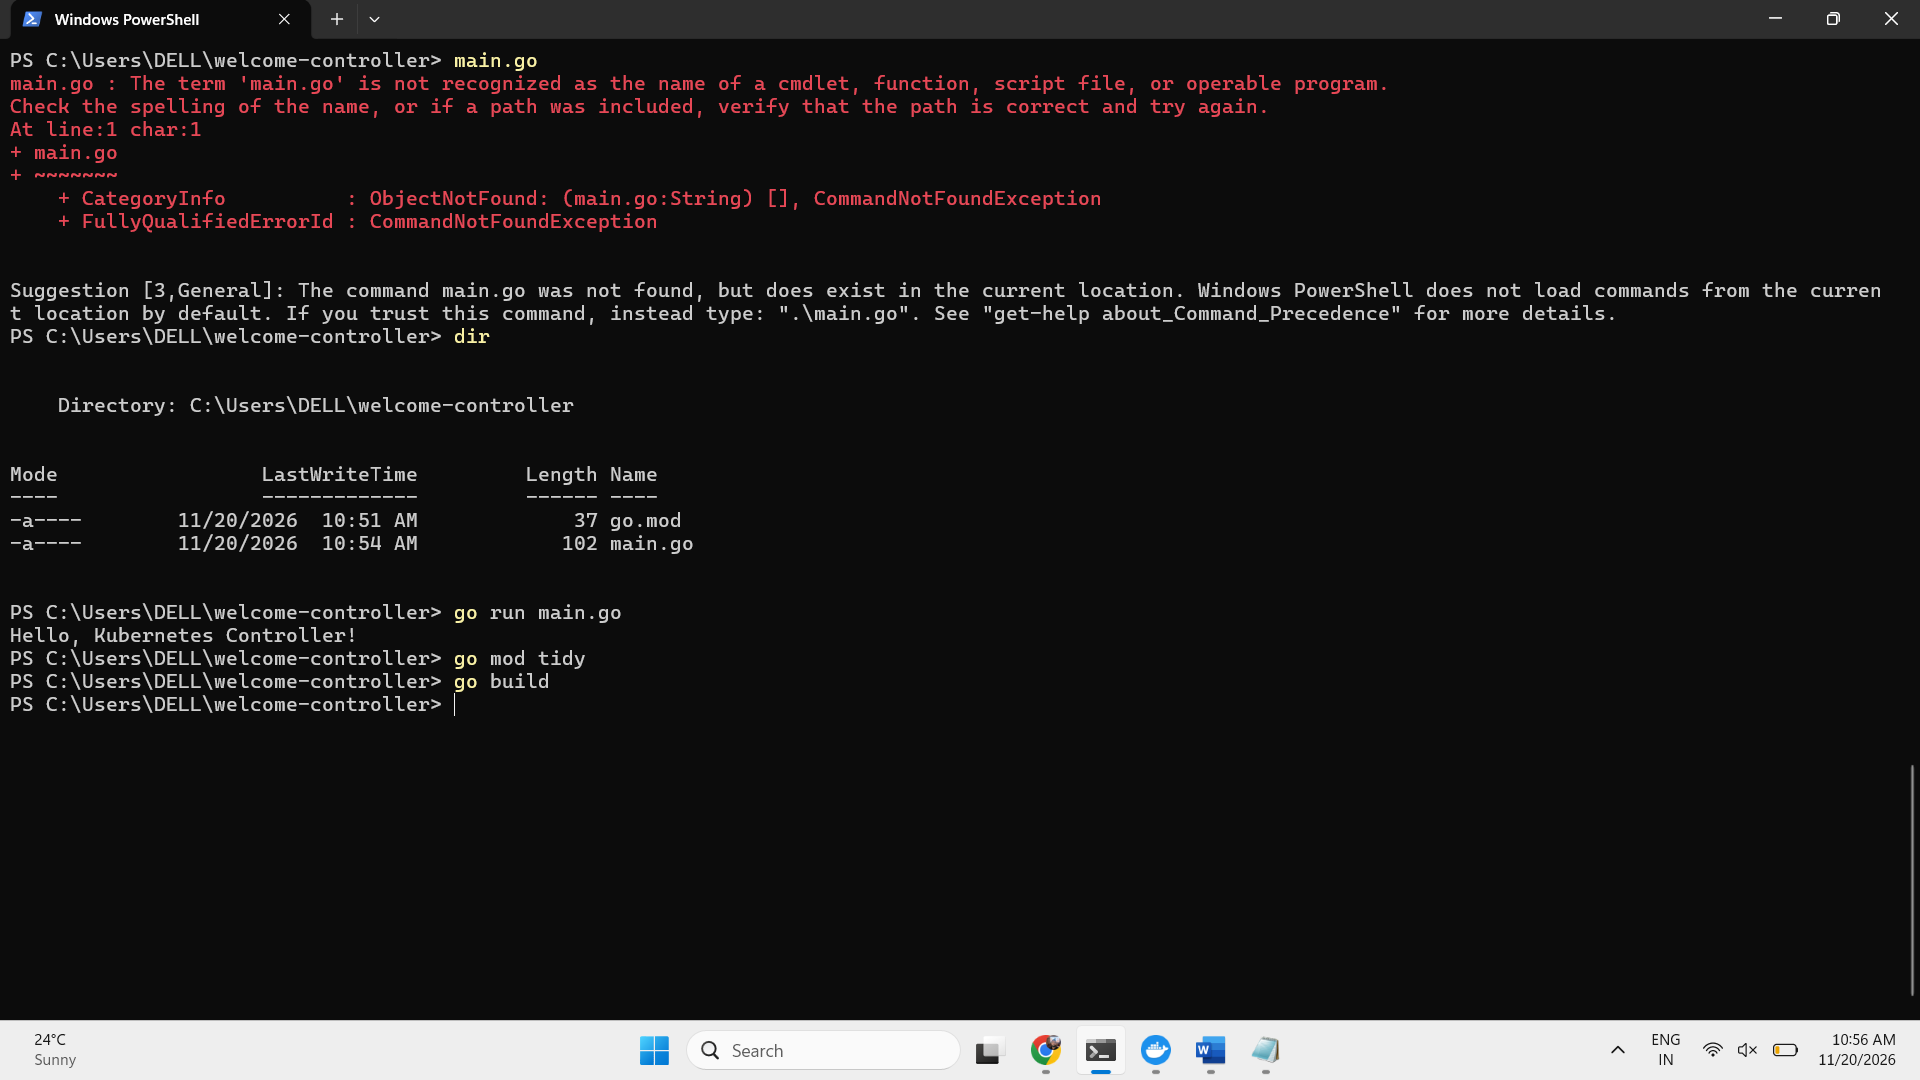 Windows PowerShell
PS C:\Users\DELL\welcome-controller> main.go
main.go : The term 'main.go' is not recognized as the name of a cmdlet, function, script file, or operable program.
Check the spelling of the name, or if a path was included, verify that the path is correct and try again.
At line:1 char:1
+ main.go
+ ~~~~~~~
    + CategoryInfo          : ObjectNotFound: (main.go:String) [], CommandNotFoundException
    + FullyQualifiedErrorId : CommandNotFoundException
Suggestion [3,General]: The command main.go was not found, but does exist in the current location. Windows PowerShell does not load commands from the curren
t location by default. If you trust this command, instead type: ".\main.go". See "get-help about_Command_Precedence" for more details.
PS C:\Users\DELL\welcome-controller> dir
    Directory: C:\Users\DELL\welcome-controller
Mode                 LastWriteTime         Length Name
----                 -------------         ------ ----
-a----        11/20/2026  10:51 AM             37 go.mod
-a----        11/20/2026  10:54 AM            102 main.go
PS C:\Users\DELL\welcome-controller> go run main.go
Hello, Kubernetes Controller!
PS C:\Users\DELL\welcome-controller> go mod tidy
PS C:\Users\DELL\welcome-controller> go build
PS C:\Users\DELL\welcome-controller>
24°C
Sunny
Search
W
ENG
IN
10:56 AM
11/20/2026